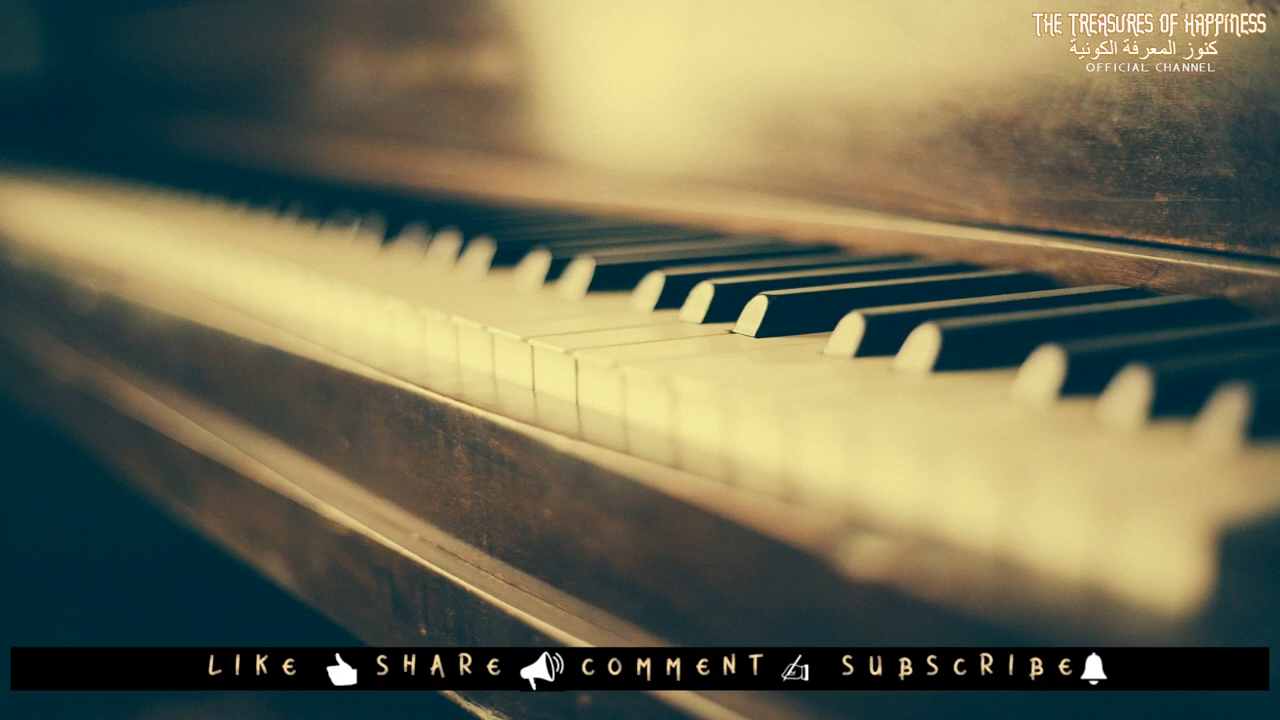 THE TREASURES OF HAPPINESS
كنوز المعرفة الكونية
OFFICIAL CHANNEL
LIKE SHARE COMMENT SUBSCRIBE